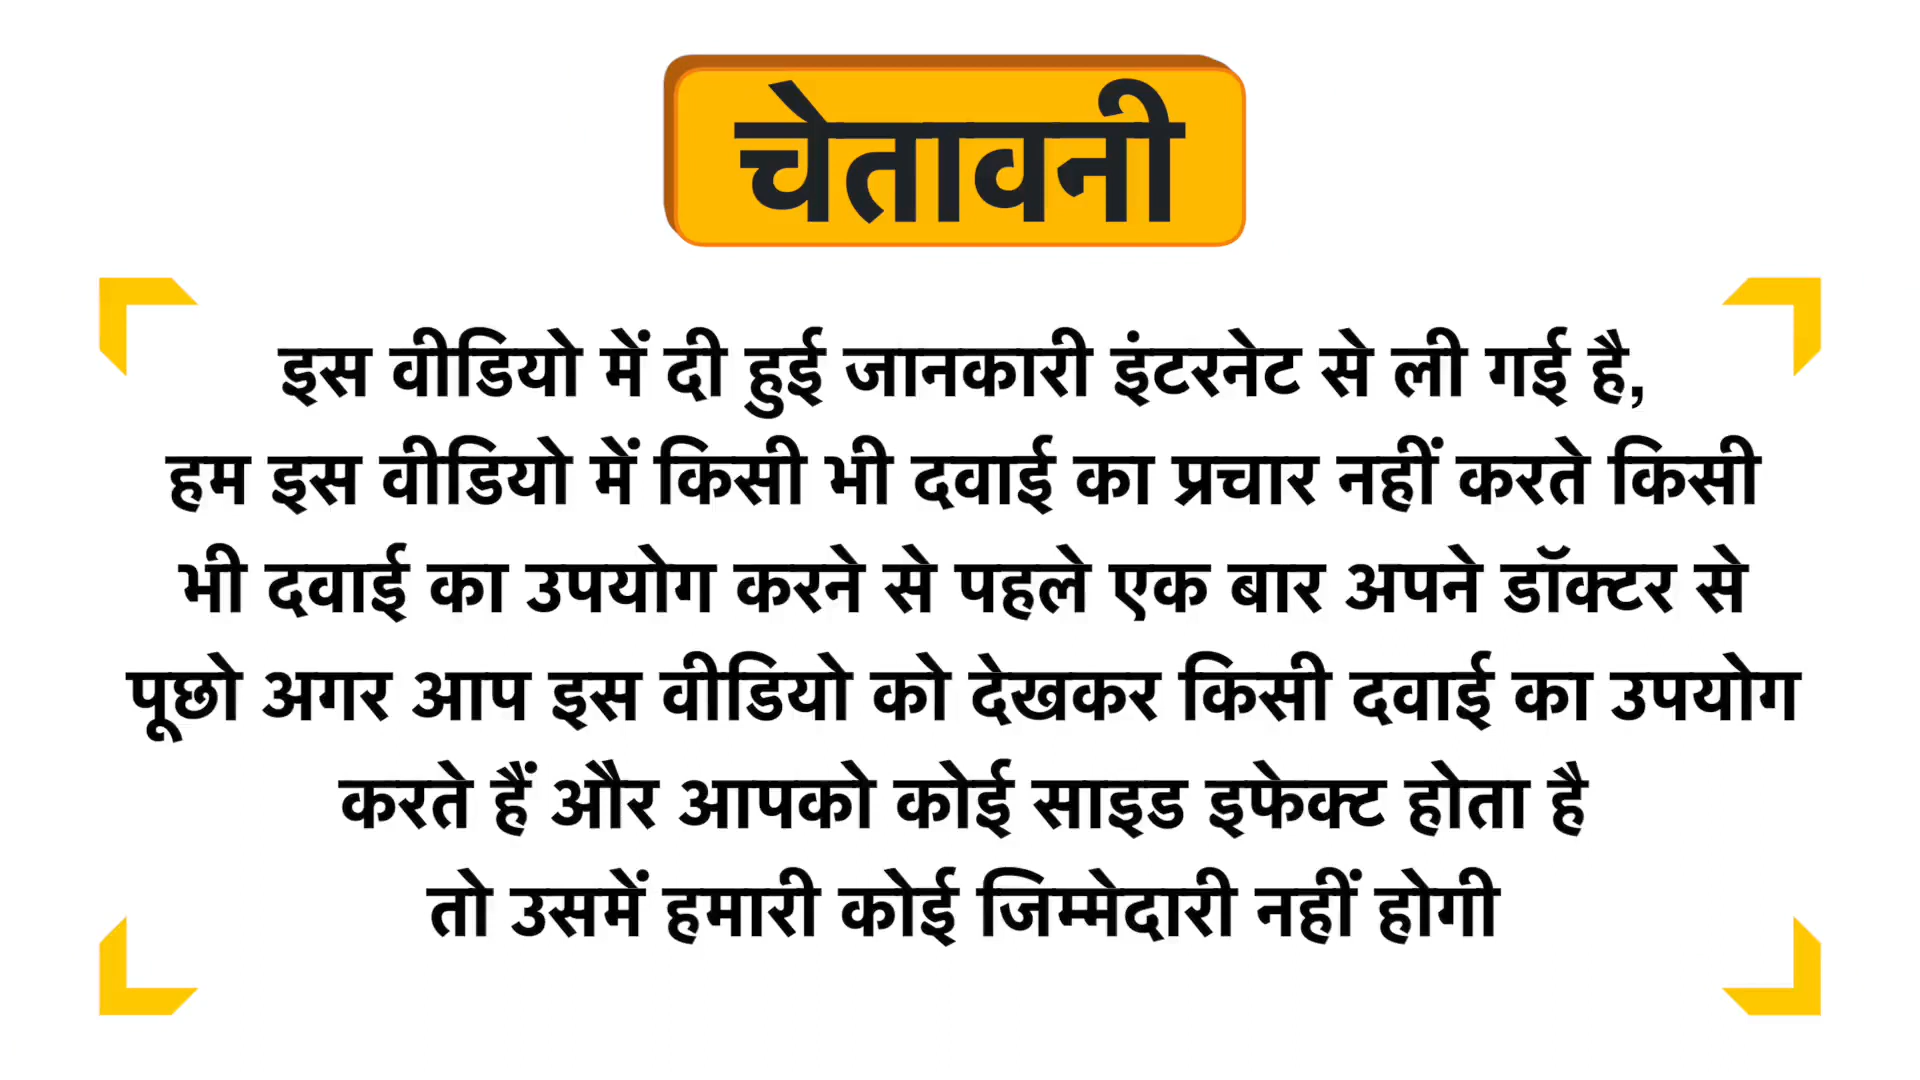 चेतावनी
इस वीडियो में दी हुई जानकारी इंटरनेट से ली गई है,
हम इस वीडियो में किसी भी दवाई का प्रचार नहीं करते किसी
भी दवाई का उपयोग करने से पहले एक बार अपने डॉक्टर से
पूछो अगर आप इस वीडियो को देखकर किसी दवाई का उपयोग
करते हैं और आपको कोई साइड इफेक्ट होता है
तो उसमें हमारी कोई जिम्मेदारी नहीं होगी